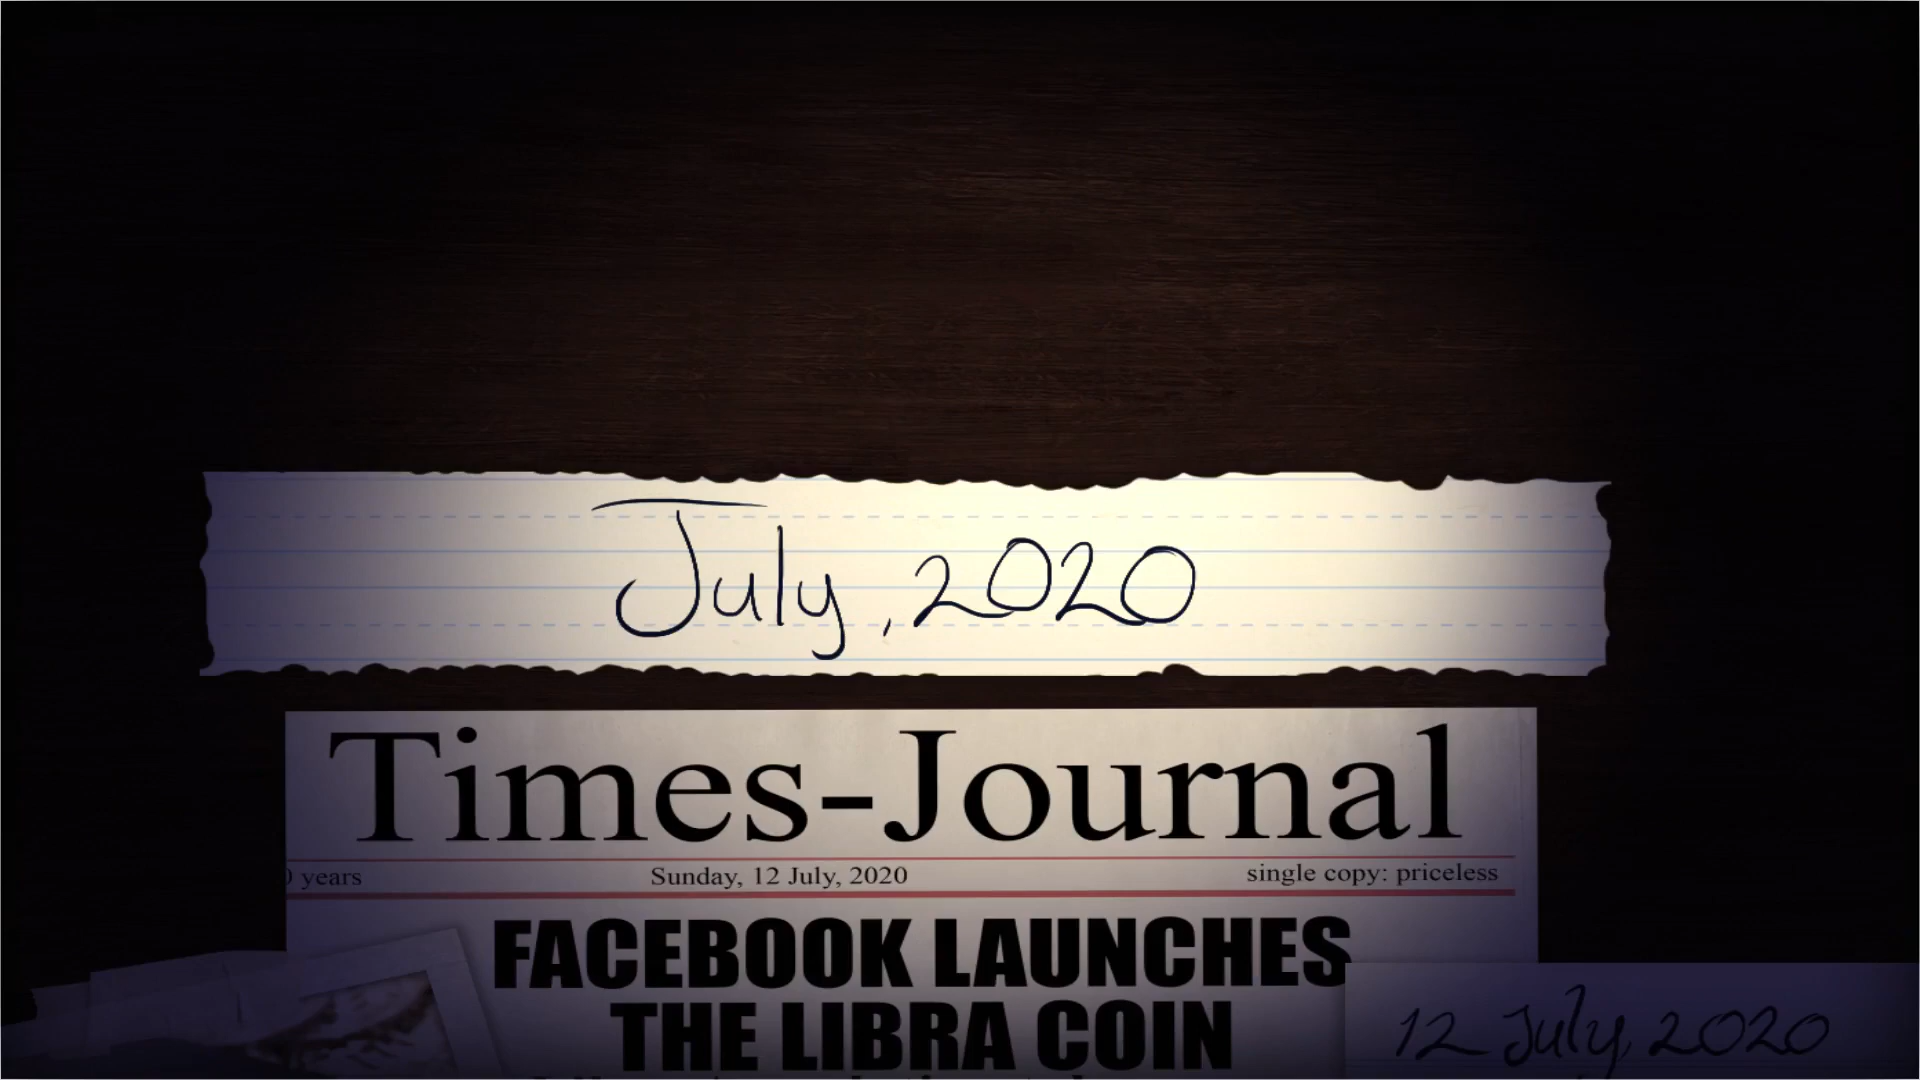 July, 2020
Times-Journal
years
Sunday, 12 July, 2020
single copy: priceless
FACEBOOK LAUNCHES
THE LIBRA COIN
12 July, 2020